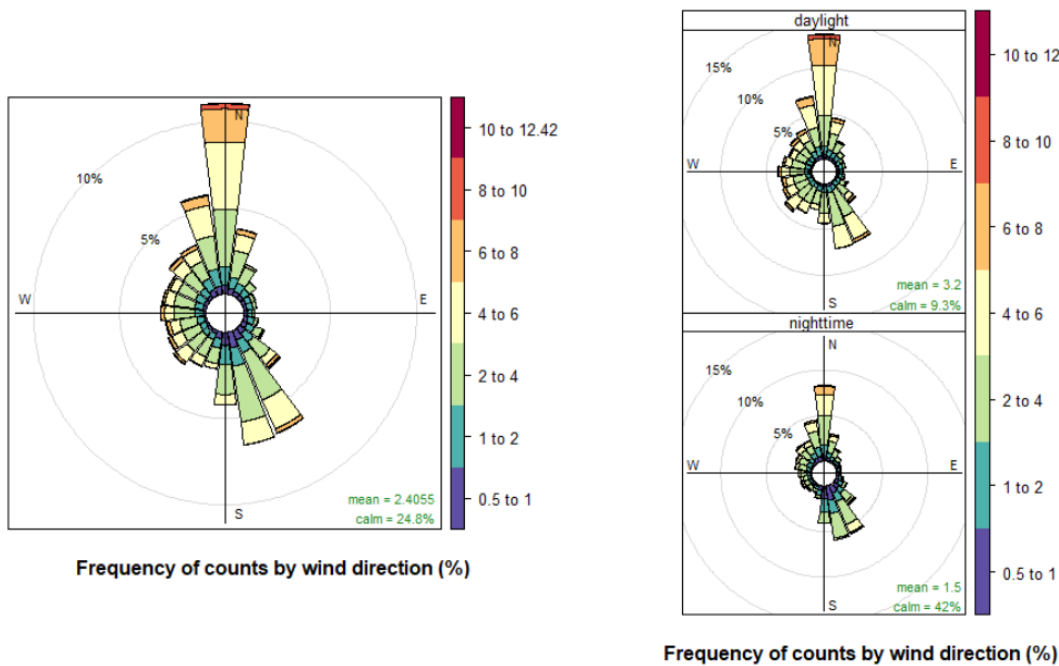 N
10%
5%
W
E
S
mean = 2.4055
calm = 24.8%
10 to 12.42
8 to 10
6 to 8
4 to 6
2 to 4
1 to 2
0.5 to 1
Frequency of counts by wind direction (%)
daylight
N
15%
10%
5%
W
E
S
mean = 3.2
calm = 9.3%
nighttime
N
15%
10%
5%
W
E
S
mean = 1.5
calm = 42%
10 to 12
8 to 10
6 to 8
4 to 6
2 to 4
1 to 2
0.5 to 1
Frequency of counts by wind direction (%)